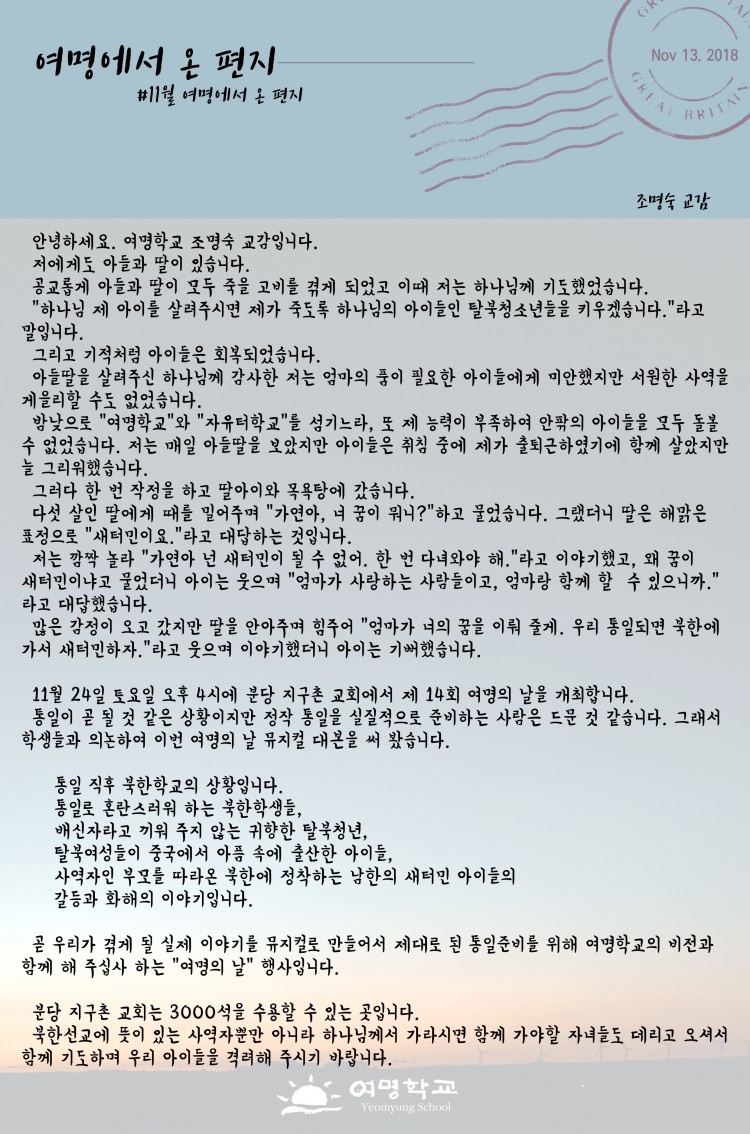 여명에서 온 편지
#11월 여명에서 온 편지
GREAT BRITAIN
Nov 13, 2018
GREAT BRITAIN
조명숙 교감
안녕하세요. 여명학교 조명숙 교감입니다.
저에게도 아들과 딸이 있습니다.
공교롭게 아들과 딸이 모두 죽을 고비를 겪게 되었고 이때 저는 하나님께 기도했었습니다.
"하나님 제 아이를 살려주시면 제가 죽도록 하나님의 아이들인 탈북청소년들을 키우겠습니다."라고
말입니다.
그리고 기적처럼 아이들은 회복되었습니다.
아들딸을 살려주신 하나님께 감사한 저는 엄마의 품이 필요한 아이들에게 미안했지만 서원한 사역을
게을리할 수도 없었습니다.
밤낮으로 "여명학교"와 "자유터학교"를 섬기느라, 또 제 능력이 부족하여 안팎의 아이들을 모두 돌볼
수 없었습니다. 저는 매일 아들딸을 보았지만 아이들은 취침 중에 제가 출퇴근하였기에 함께 살았지만
늘 그리워했습니다.
그러다 한 번 작정을 하고 딸아이와 목욕탕에 갔습니다.
다섯 살인 딸에게 때를 밀어주며 "가연아, 너 꿈이 뭐니?"하고 물었습니다. 그랬더니 딸은 해맑은
표정으로 "새터민이요."라고 대답하는 것입니다.
저는 깜짝 놀라 "가연아 넌 새터민이 될 수 없어. 한 번 다녀와야 해."라고 이야기했고, 왜 꿈이
새터민이냐고 물었더니 아이는 웃으며 "엄마가 사랑하는 사람들이고, 엄마랑 함께 할 수 있으니까."
라고 대답했습니다.
많은 감정이 오고 갔지만 딸을 안아주며 힘주어 "엄마가 너의 꿈을 이뤄 줄게. 우리 통일되면 북한에
가서 새터민하자."라고 웃으며 이야기했더니 아이는 기뻐했습니다.
11월 24일 토요일 오후 4시에 분당 지구촌 교회에서 제 14회 여명의 날을 개최합니다.
통일이 곧 될 것 같은 상황이지만 정작 통일을 실질적으로 준비하는 사람은 드문 것 같습니다. 그래서
학생들과 의논하여 이번 여명의 날 뮤지컬 대본을 써 봤습니다.
통일 직후 북한학교의 상황입니다.
통일로 혼란스러워 하는 북한학생들,
배신자라고 끼워 주지 않는 귀향한 탈북청년,
탈북여성들이 중국에서 아픔 속에 출산한 아이들,
사역자인 부모를 따라온 북한에 정착하는 남한의 새터민 아이들의
갈등과 화해의 이야기입니다.
곧 우리가 겪게 될 실제 이야기를 뮤지컬로 만들어서 제대로 된 통일준비를 위해 여명학교의 비전과
함께 해 주십사 하는 "여명의 날" 행사입니다.
분당 지구촌 교회는 3000석을 수용할 수 있는 곳입니다.
북한선교에 뜻이 있는 사역자뿐만 아니라 하나님께서 가라시면 함께 가야할 자녀들도 데리고 오셔서
함께 기도하며 우리 아이들을 격려해 주시기 바랍니다.
여명학교
Yeomyung School